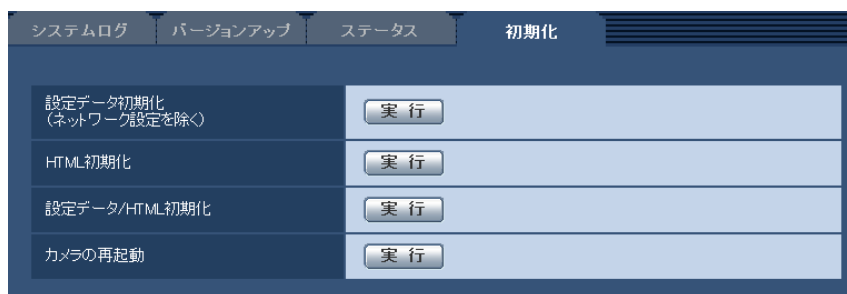 システムログ バージョンアップ ステータス 初期化
設定データ初期化
(ネットワーク設定を除く)
実 行
HTML初期化
実 行
設定データ/HTML初期化
実 行
カメラの再起動
実 行